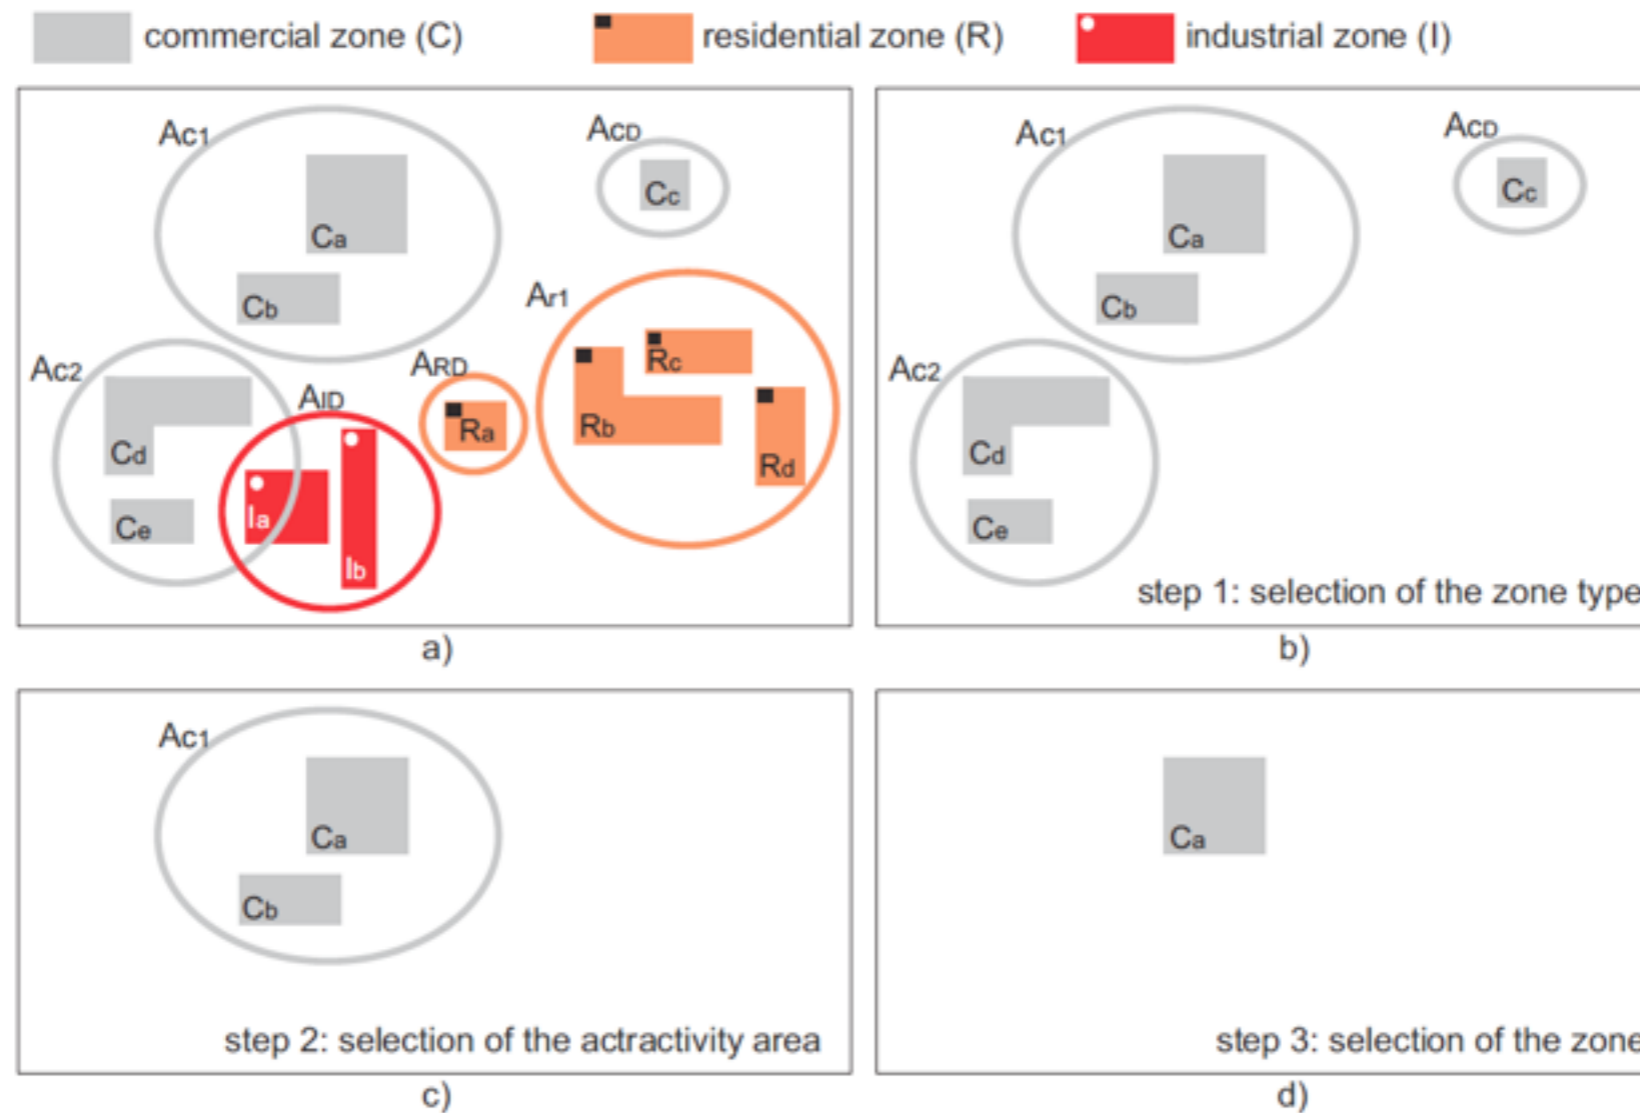 commercial zone (C) residential zone (R) industrial zone (I)
Ac1 ACD
Cc
Ca
Cb
Ar1
Ac2 ARD
AID
Rc
Ra Rb
Cd Rd
Ia
Ce
Ib
a)
Ac1 ACD
Cc
Ca
Cb
Ac2
Cd
Ce
step 1: selection of the zone type
b)
Ac1
Ca
Cb
step 2: selection of the actractivity area
c)
Ca
step 3: selection of the zone
d)